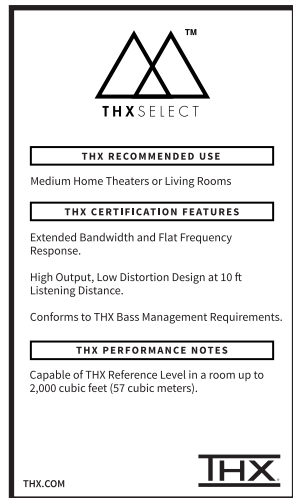 TM
THX SELECT
THX RECOMMENDED USE
Medium Home Theaters or Living Rooms
THX CERTIFICATION FEATURES
Extended Bandwidth and Flat Frequency
Response.
High Output, Low Distortion Design at 10 ft
Listening Distance.
Conforms to THX Bass Management Requirements.
THX PERFORMANCE NOTES
Capable of THX Reference Level in a room up to
2,000 cubic feet (57 cubic meters).
THX.COM
THX